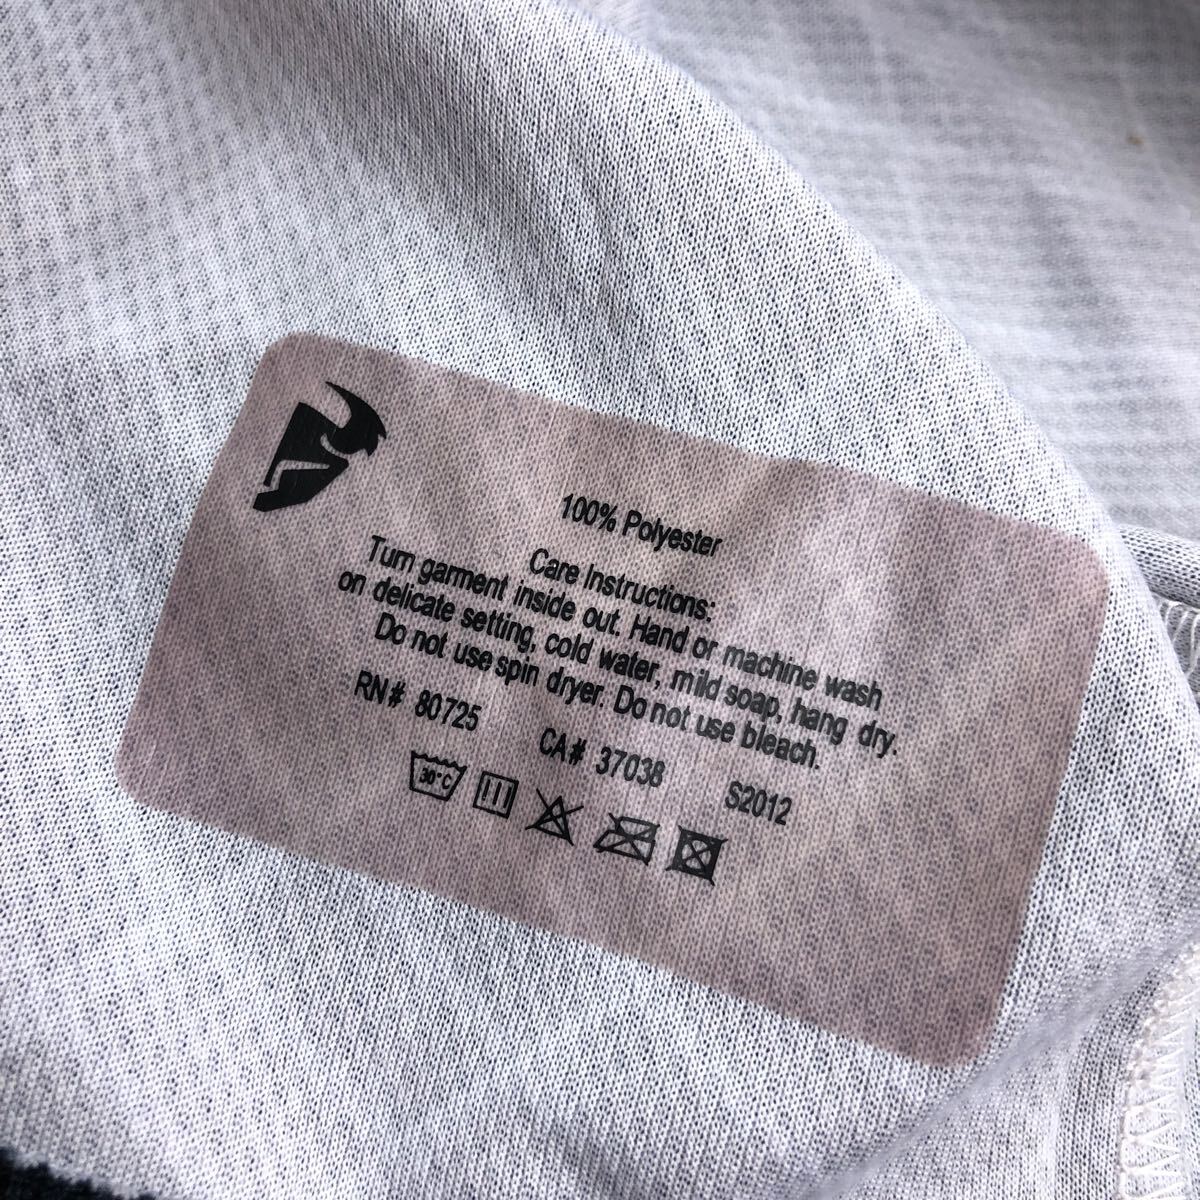 100% Polyester
Care Instructions:
Turn garment inside out. Hand or machine wash
on delicate setting, cold water, mild soap, hang dry.
Do not use spin dryer. Do not use bleach.
RN# 80725 CA# 37038 S2012
30°C